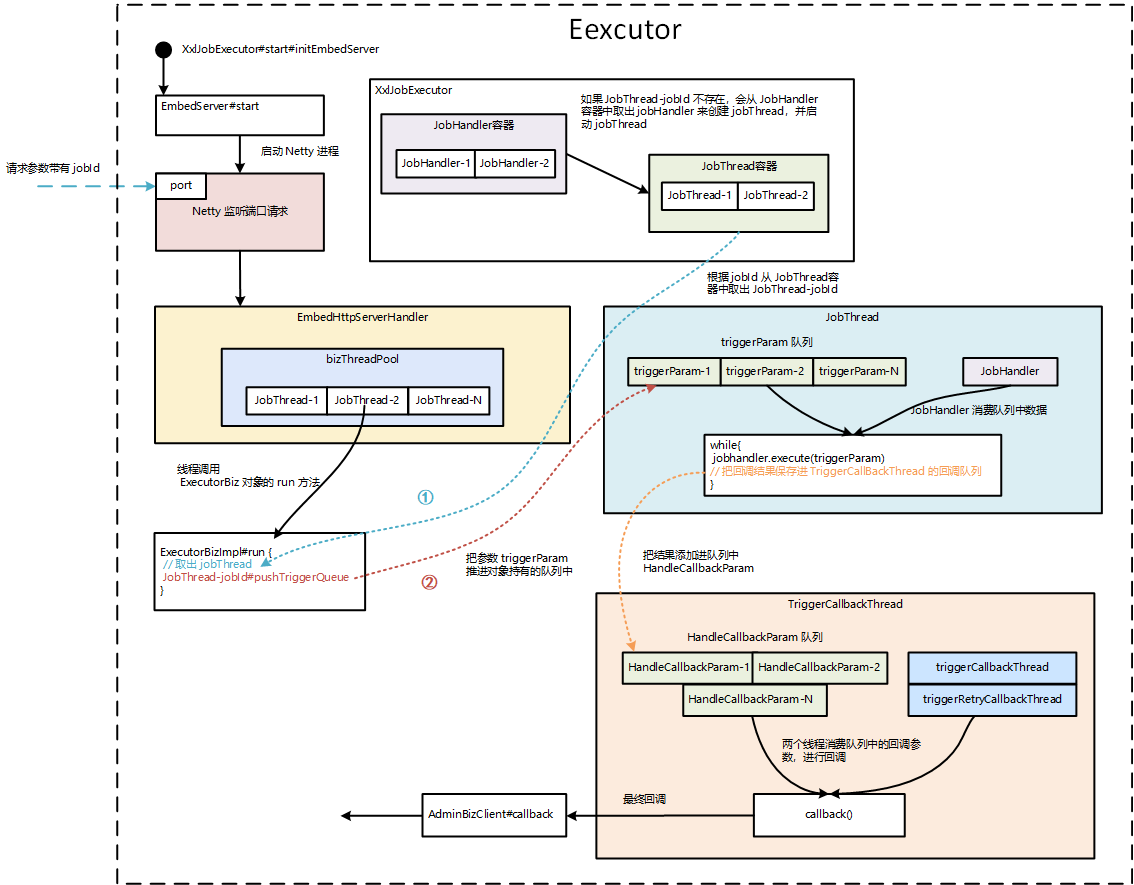 Eexcutor
XxlJobExecutor#start#initEmbedServer
EmbedServer#start
启动 Netty 进程
请求参数带有 jobId
port
Netty 监听端口请求
XxlJobExecutor
如果 JobThread-jobId 不存在，会从 JobHandler
容器中取出 jobHandler 来创建 jobThread，并启
动 jobThread
JobHandler容器
JobHandler-1
JobHandler-2
JobThread容器
JobThread-1
JobThread-2
根据 jobId 从 JobThread容
器中取出 JobThread-jobId
EmbedHttpServerHandler
bizThreadPool
JobThread-1
JobThread-2
JobThread-N
线程调用
ExecutorBiz 对象的 run 方法
①
ExecutorBizImpl#run {
// 取出 jobThread
JobThread-jobId#pushTriggerQueue
}
②
把参数 triggerParam
推进对象持有的队列中
JobThread
triggerParam 队列
triggerParam-1
triggerParam-2
triggerParam-N
JobHandler
JobHandler 消费队列中数据
while{
jobhandler.execute(triggerParam)
// 把回调结果保存进 TriggerCallBackThread 的回调队列
}
把结果添加进队列中
HandleCallbackParam
TriggerCallbackThread
HandleCallbackParam 队列
HandleCallbackParam-1
HandleCallbackParam-2
HandleCallbackParam-N
triggerCallbackThread
triggerRetryCallbackThread
两个线程消费队列中的回调参
数，进行回调
callback()
最终回调
AdminBizClient#callback